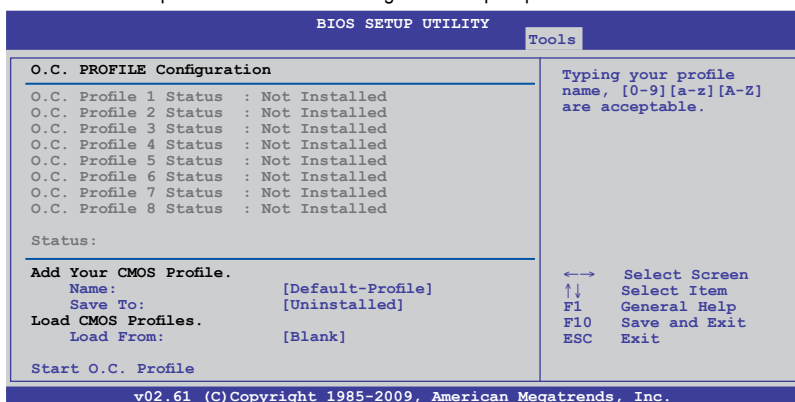 BIOS SETUP UTILITY
Tools
O.C. PROFILE Configuration
O.C. Profile 1 Status : Not Installed
O.C. Profile 2 Status : Not Installed
O.C. Profile 3 Status : Not Installed
O.C. Profile 4 Status : Not Installed
O.C. Profile 5 Status : Not Installed
O.C. Profile 6 Status : Not Installed
O.C. Profile 7 Status : Not Installed
O.C. Profile 8 Status : Not Installed
Status:
Add Your CMOS Profile.
Name: [Default-Profile]
Save To: [Uninstalled]
Load CMOS Profiles.
Load From: [Blank]
Start O.C. Profile
Typing your profile
name, [0-9][a-z][A-Z]
are acceptable.
←→ Select Screen
↑↓ Select Item
F1 General Help
F10 Save and Exit
ESC Exit
v02.61 (C)Copyright 1985-2009, American Megatrends, Inc.